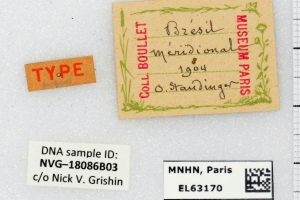 TYPE
COLL. BOULLET
Brésil
Méridional
1904
O. Staudinger
MUSEUM PARIS
DNA sample ID:
NVG–18086B03
c/o Nick V. Grishin
MNHN, Paris
EL63170